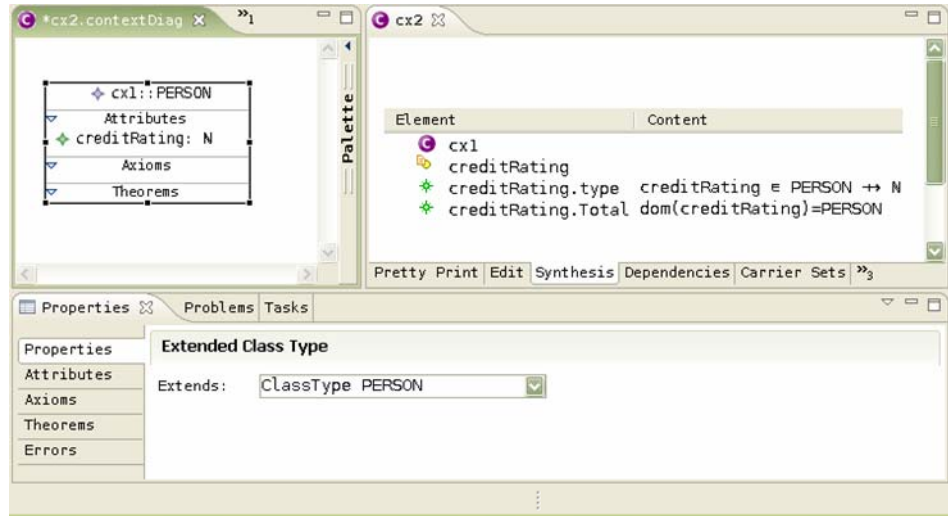 *cx2.contextDiag
»1
cx1::PERSON
Attributes
creditRating: N
Axioms
Theorems
Palette
cx2
Element Content
cx1
creditRating
creditRating.type creditRating ∈ PERSON ⇸ N
creditRating.Total dom(creditRating)=PERSON
Pretty Print Edit Synthesis Dependencies Carrier Sets »3
Properties Problems Tasks
Properties
Attributes
Axioms
Theorems
Errors
Extended Class Type
Extends: ClassType PERSON